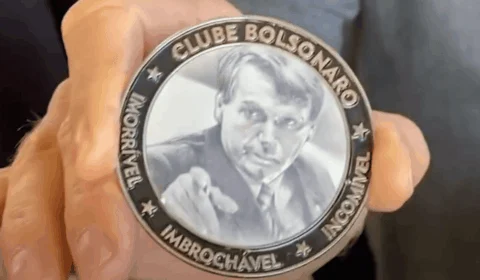 CLUBE BOLSONARO
IMORRÍVEL
IMBROCHÁVEL
INCOMÍVEL